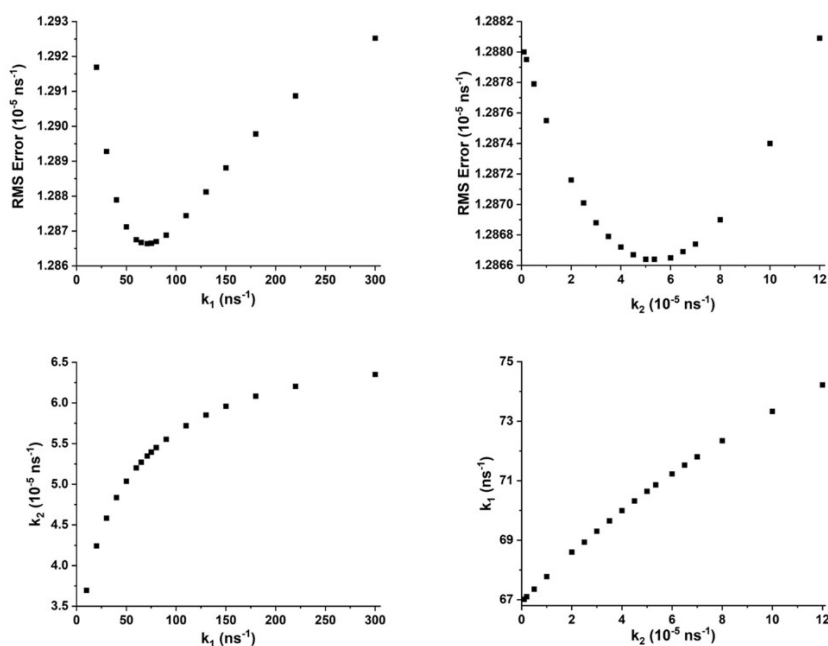 RMS Error (10⁻⁵ ns⁻¹)
1.293
1.292
1.291
1.290
1.289
1.288
1.287
1.286
0 50 100 150 200 250 300
k₁ (ns⁻¹)
RMS Error (10⁻⁵ ns⁻¹)
1.2882
1.2880
1.2878
1.2876
1.2874
1.2872
1.2870
1.2868
1.2866
0 2 4 6 8 10 12
k₂ (10⁻⁵ ns⁻¹)
k₂ (10⁻⁵ ns⁻¹)
6.5
6.0
5.5
5.0
4.5
4.0
3.5
0 50 100 150 200 250 300
k₁ (ns⁻¹)
k₁ (ns⁻¹)
75
73
71
69
67
0 2 4 6 8 10 12
k₂ (10⁻⁵ ns⁻¹)